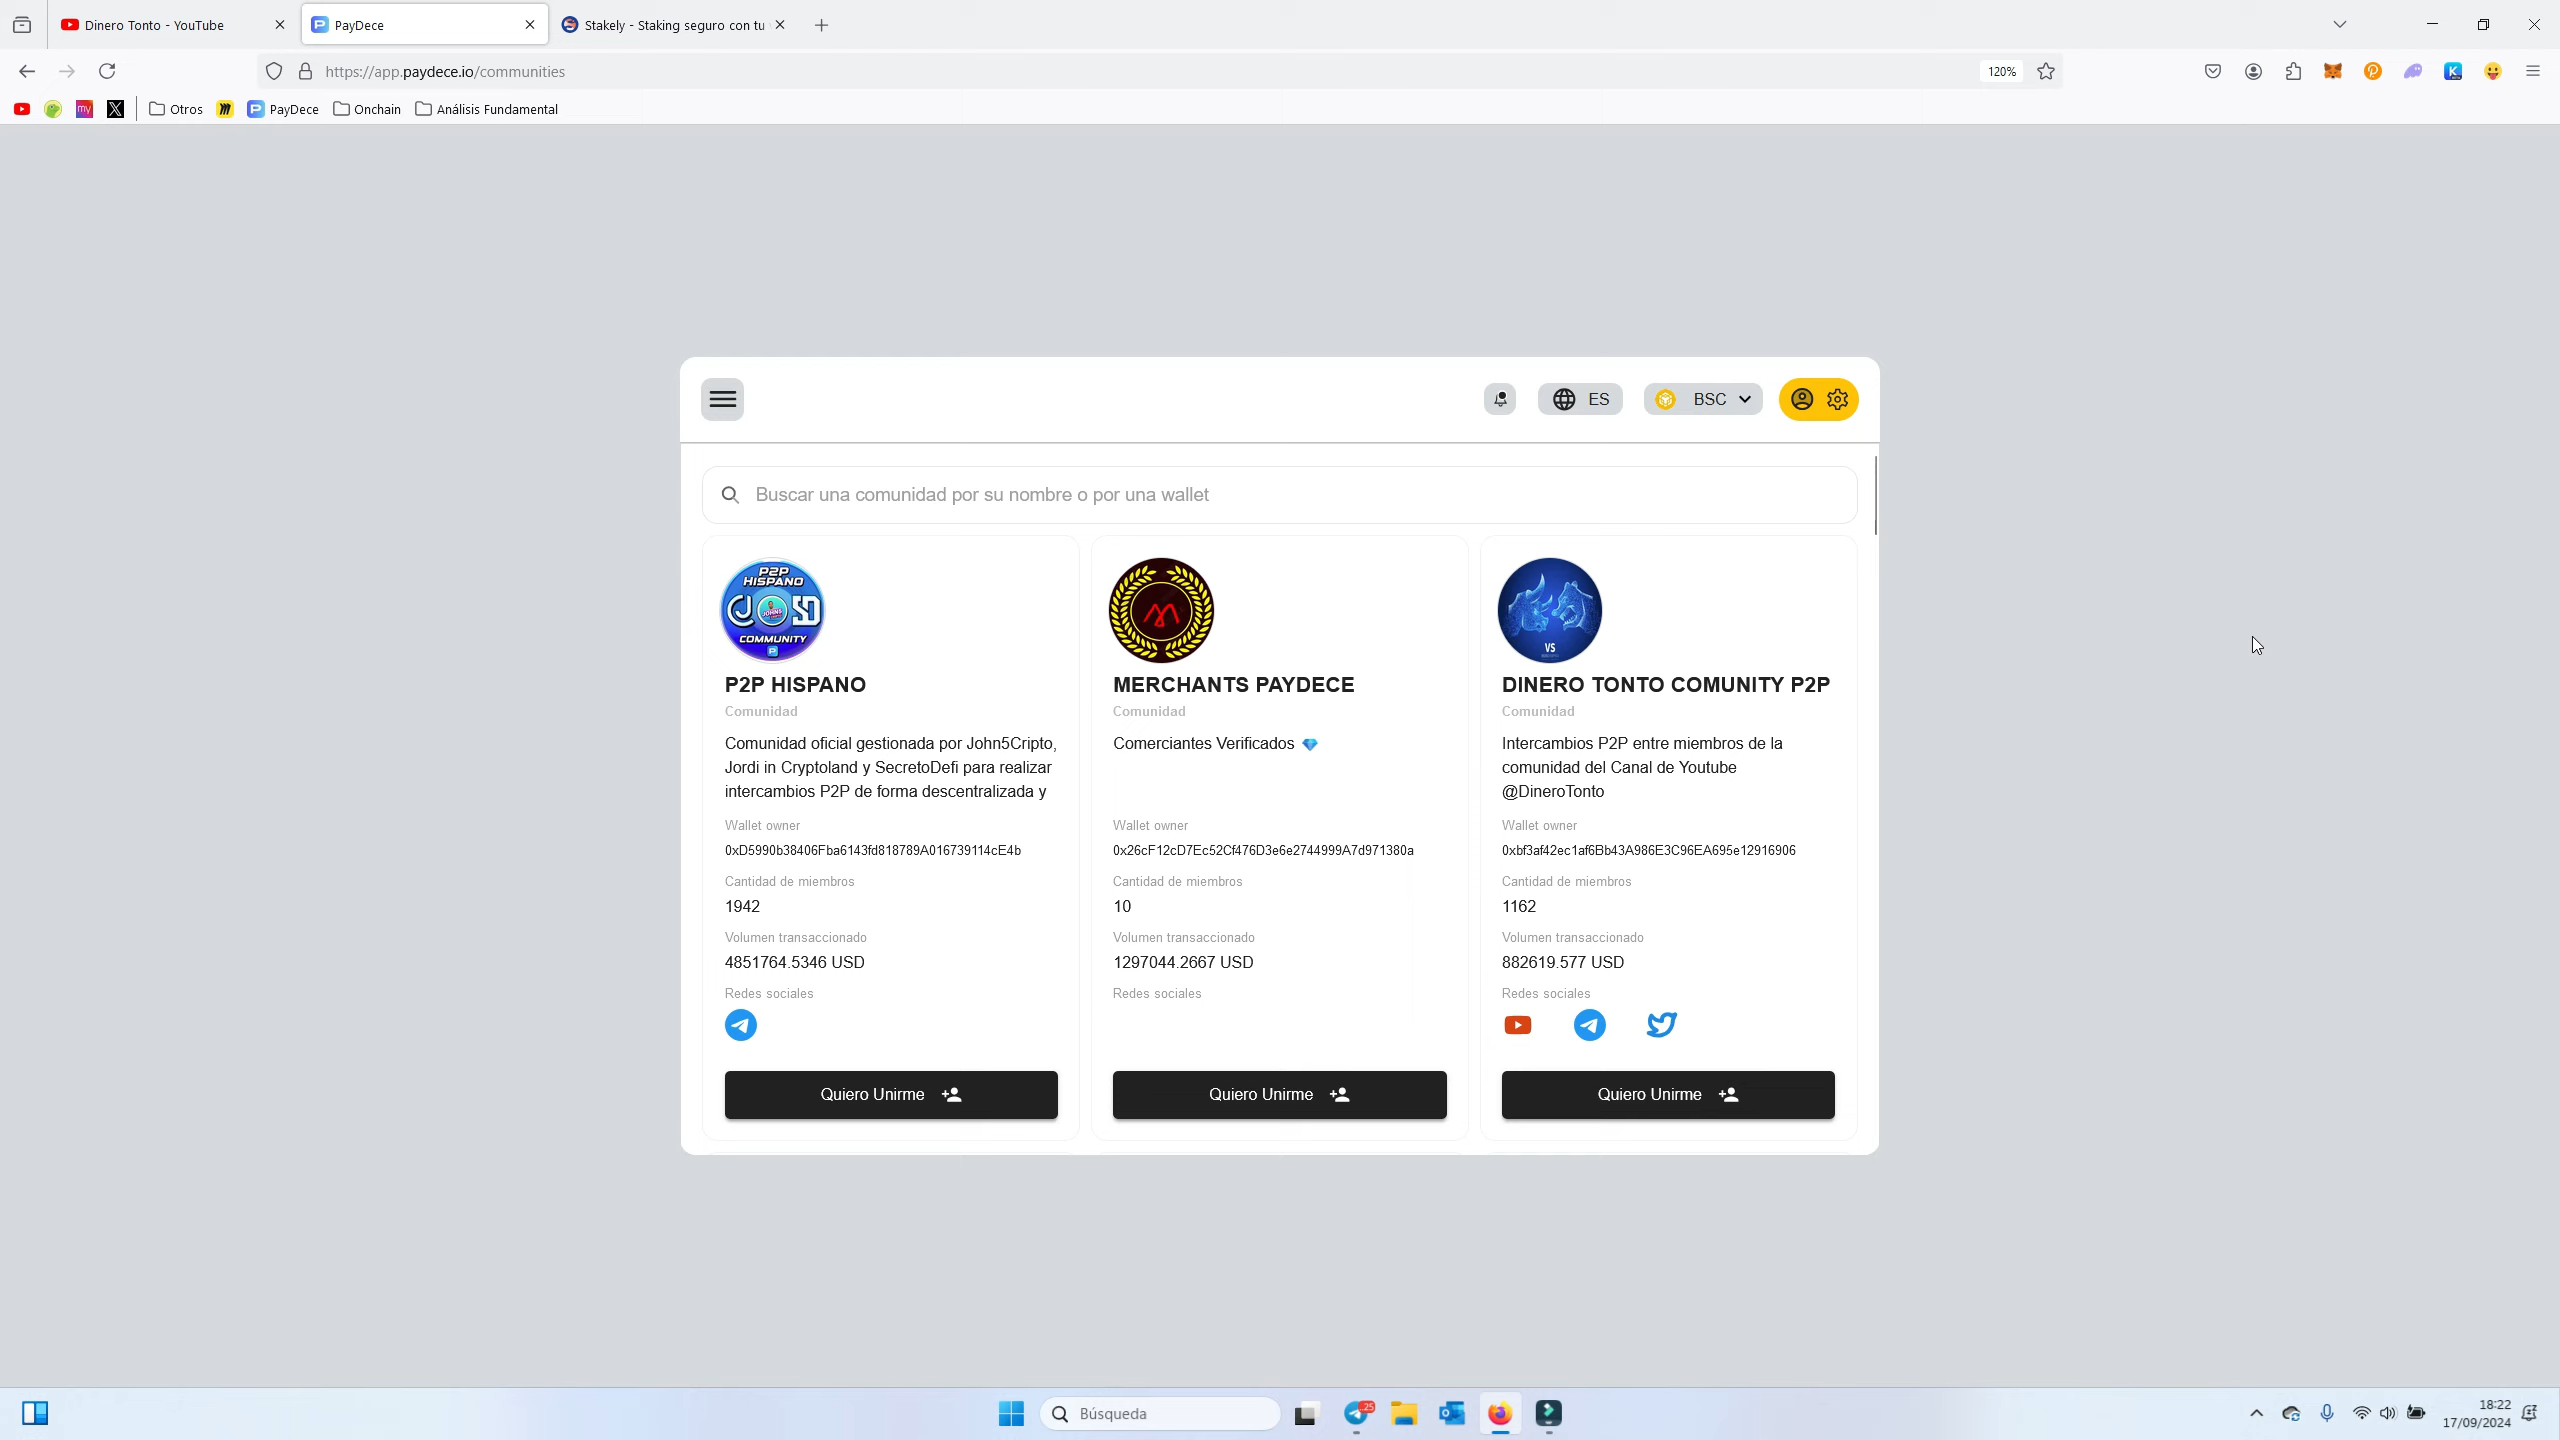 Dinero Tonto - YouTube
PayDece
Stakely - Staking seguro con tu
https://app.paydece.io/communities
120%
my
Otros
PayDece
Onchain
Análisis Fundamental
ES
BSC
Buscar una comunidad por su nombre o por una wallet
P2P
HISPANO
COMMUNITY
VS
P2P HISPANO
Comunidad
Comunidad oficial gestionada por John5Cripto,
Jordi in Cryptoland y SecretoDefi para realizar
intercambios P2P de forma descentralizada y
Wallet owner
0xD5990b38406Fba6143fd818789A016739114cE4b
Cantidad de miembros
1942
Volumen transaccionado
4851764.5346 USD
Redes sociales
Quiero Unirme
MERCHANTS PAYDECE
Comunidad
Comerciantes Verificados 💎
Wallet owner
0x26cF12cD7Ec52Cf476D3e6e2744999A7d971380a
Cantidad de miembros
10
Volumen transaccionado
1297044.2667 USD
Redes sociales
Quiero Unirme
DINERO TONTO COMUNITY P2P
Comunidad
Intercambios P2P entre miembros de la
comunidad del Canal de Youtube
@DineroTonto
Wallet owner
0xbf3af42ec1af6Bb43A986E3C96EA695e12916906
Cantidad de miembros
1162
Volumen transaccionado
882619.577 USD
Redes sociales
Quiero Unirme
Búsqueda
25
18:22
17/09/2024